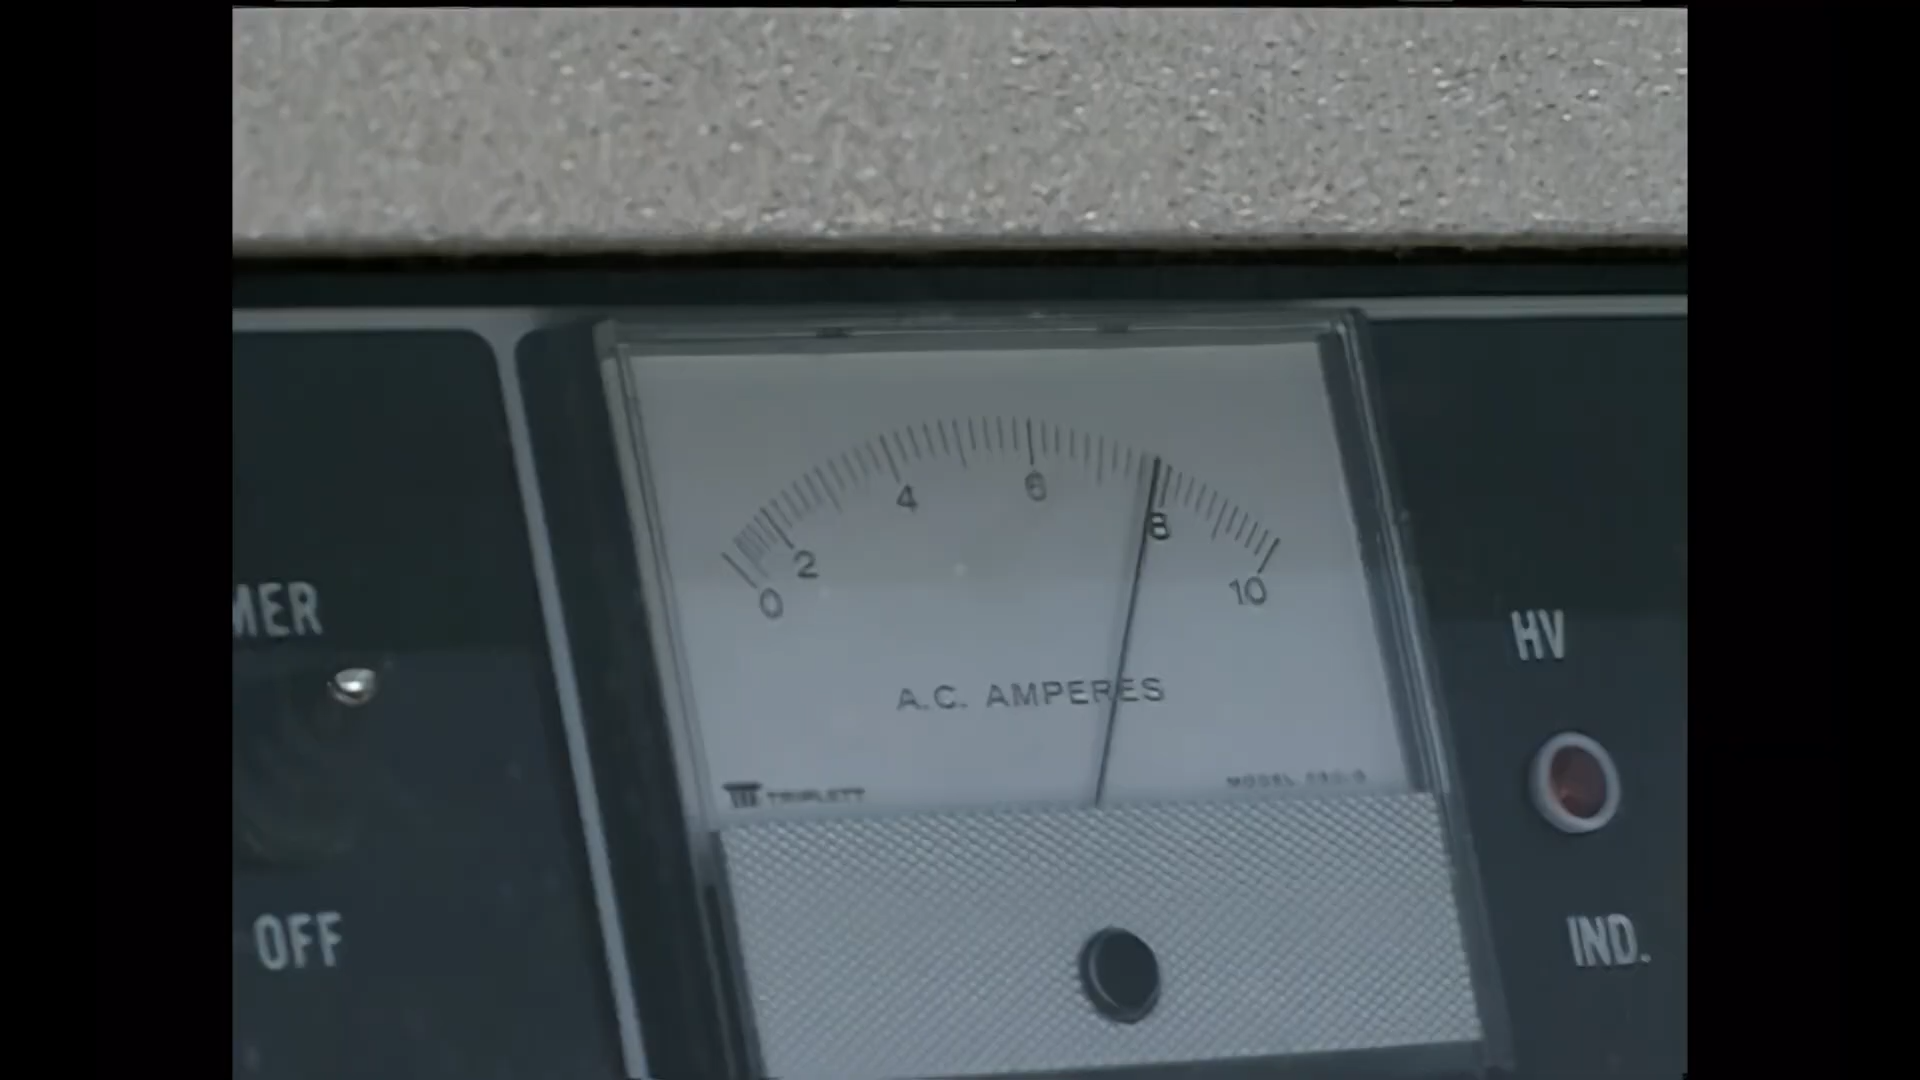 0 2 4 6 8 10
A.C. AMPERES
TRIPLETT
MER
OFF
HV
IND.